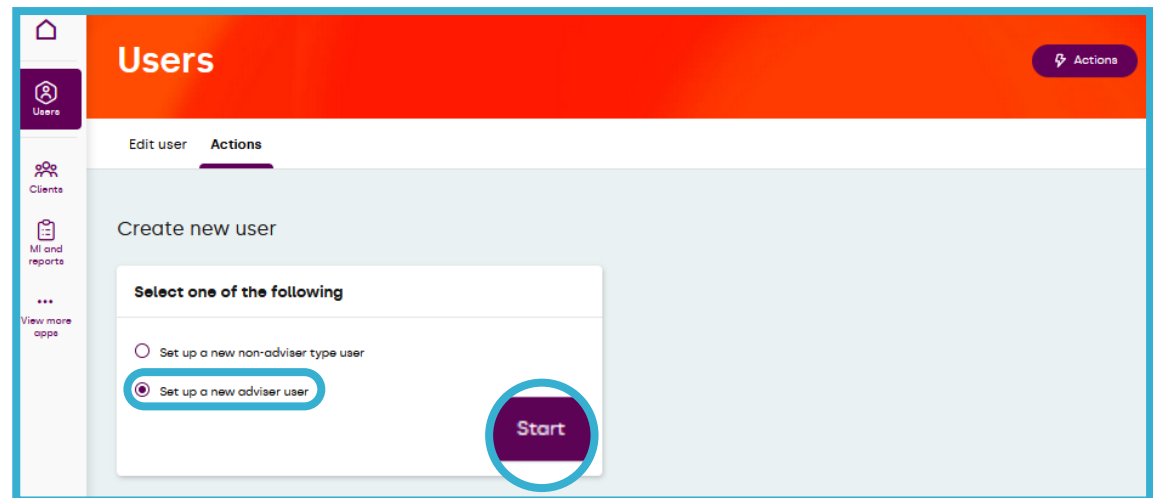 Users
Actions
Users
Edit user Actions
Clients
MI and
reports
View more
apps
Create new user
Select one of the following
Set up a new non-adviser type user
Set up a new adviser user
Start